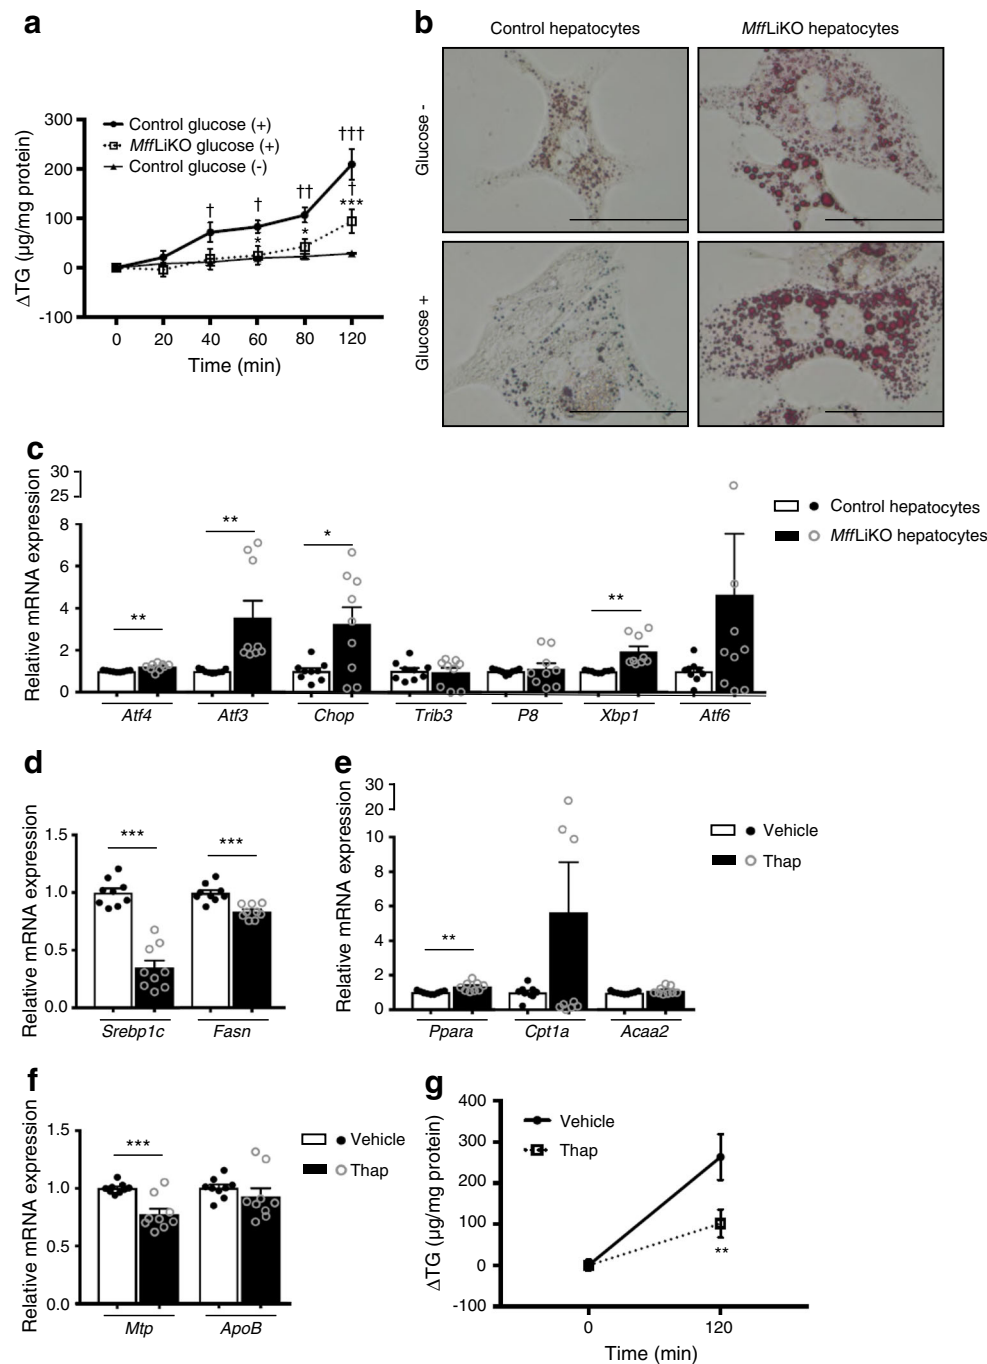 a
ΔTG (μg/mg protein)
300
200
100
0
-100
Control glucose (+)
MffLiKO glucose (+)
Control glucose (-)
†
†
*
††
*
†††
†
***
0 20 40 60 80 120
Time (min)
b
Control hepatocytes MffLiKO hepatocytes
Glucose -
Glucose +
c
Relative mRNA expression
30
25
8
6
4
2
0
**
**
*
**
Atf4 Atf3 Chop Trib3 P8 Xbp1 Atf6
Control hepatocytes
MffLiKO hepatocytes
d
Relative mRNA expression
1.5
1.0
0.5
0.0
***
***
Srebp1c Fasn
e
Relative mRNA expression
30
20
10
8
6
4
2
0
**
Ppara Cpt1a Acaa2
Vehicle
Thap
f
Relative mRNA expression
1.5
1.0
0.5
0.0
***
Mtp ApoB
Vehicle
Thap
g
ΔTG (μg/mg protein)
400
300
200
100
0
-100
Vehicle
Thap
**
0 120
Time (min)